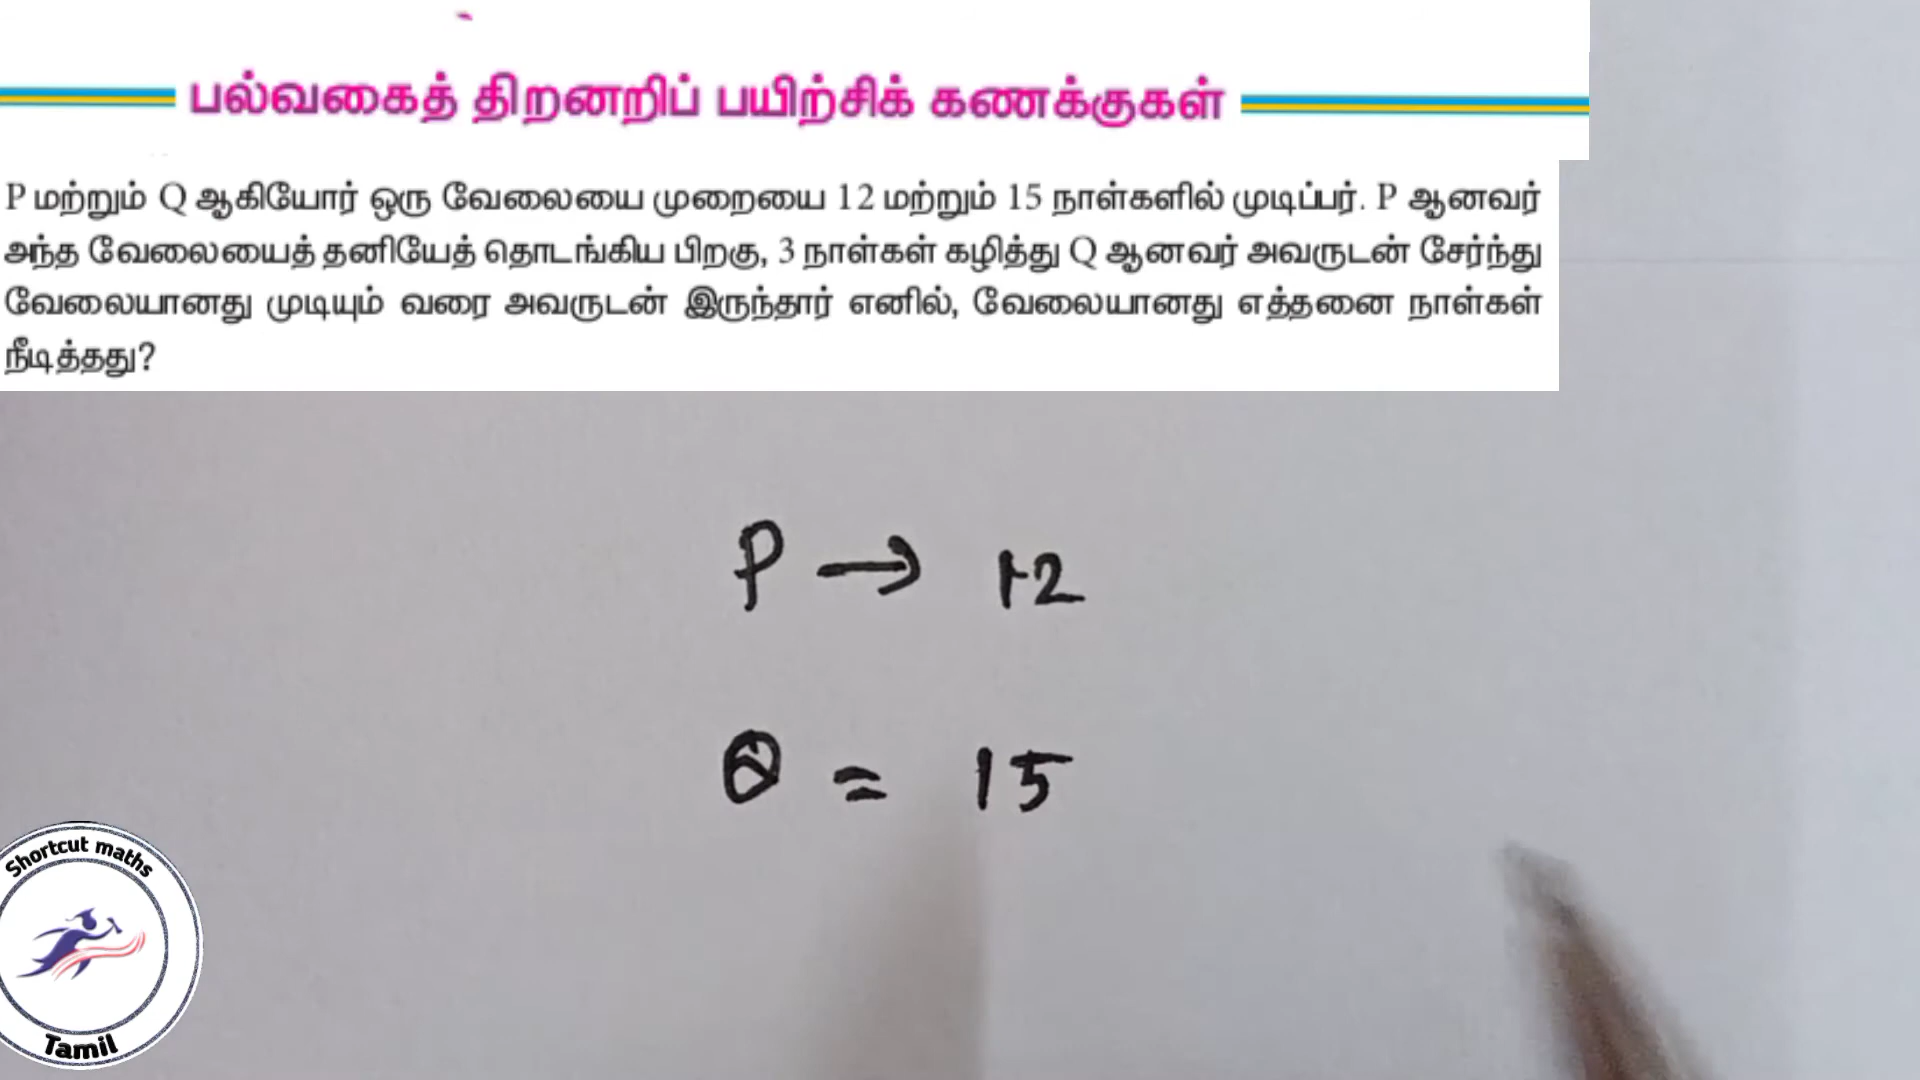 பல்வகைத் திறனறிப் பயிற்சிக் கணக்குகள்
P மற்றும் Q ஆகியோர் ஒரு வேலையை முறையை 12 மற்றும் 15 நாள்களில் முடிப்பர். P ஆனவர்
அந்த வேலையைத் தனியேத் தொடங்கிய பிறகு, 3 நாள்கள் கழித்து Q ஆனவர் அவருடன் சேர்ந்து
வேலையானது முடியும் வரை அவருடன் இருந்தார் எனில், வேலையானது எத்தனை நாள்கள்
நீடித்தது?
P → 12
Q = 15
Shortcut maths
Tamil